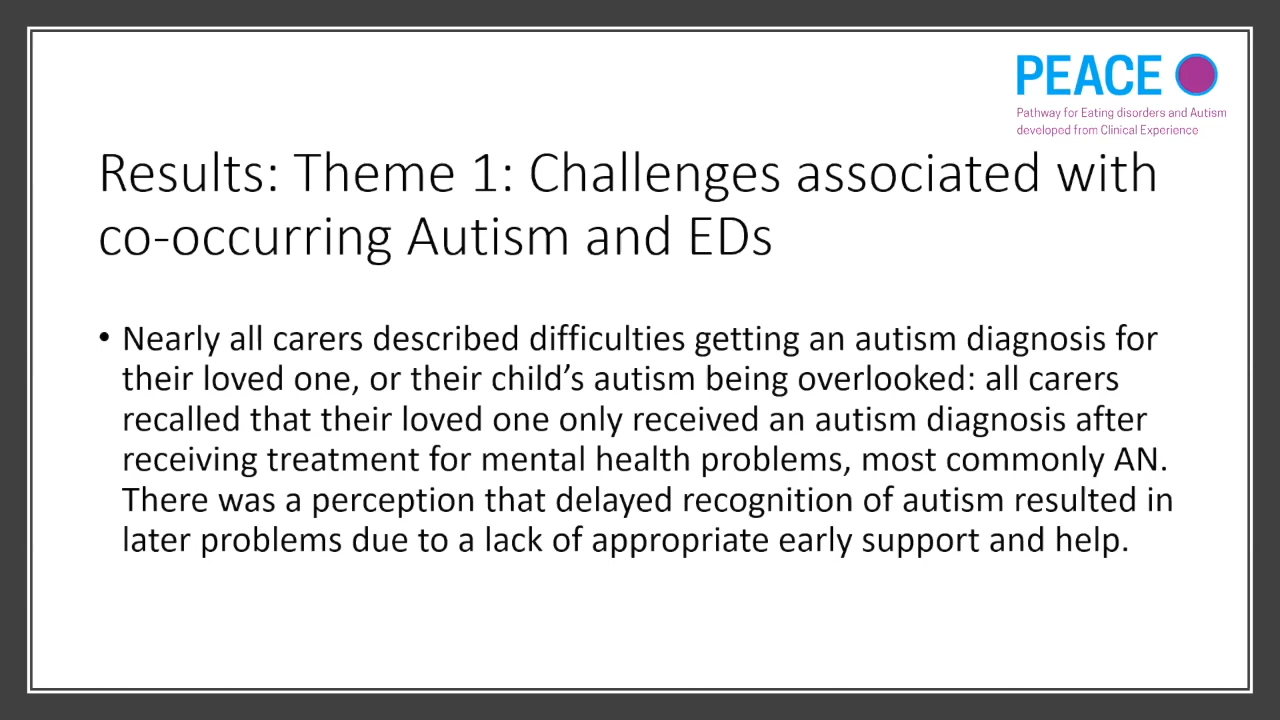 PEACE
Pathway for Eating disorders and Autism
developed from Clinical Experience
Results: Theme 1: Challenges associated with
co-occurring Autism and EDs
• Nearly all carers described difficulties getting an autism diagnosis for
their loved one, or their child’s autism being overlooked: all carers
recalled that their loved one only received an autism diagnosis after
receiving treatment for mental health problems, most commonly AN.
There was a perception that delayed recognition of autism resulted in
later problems due to a lack of appropriate early support and help.